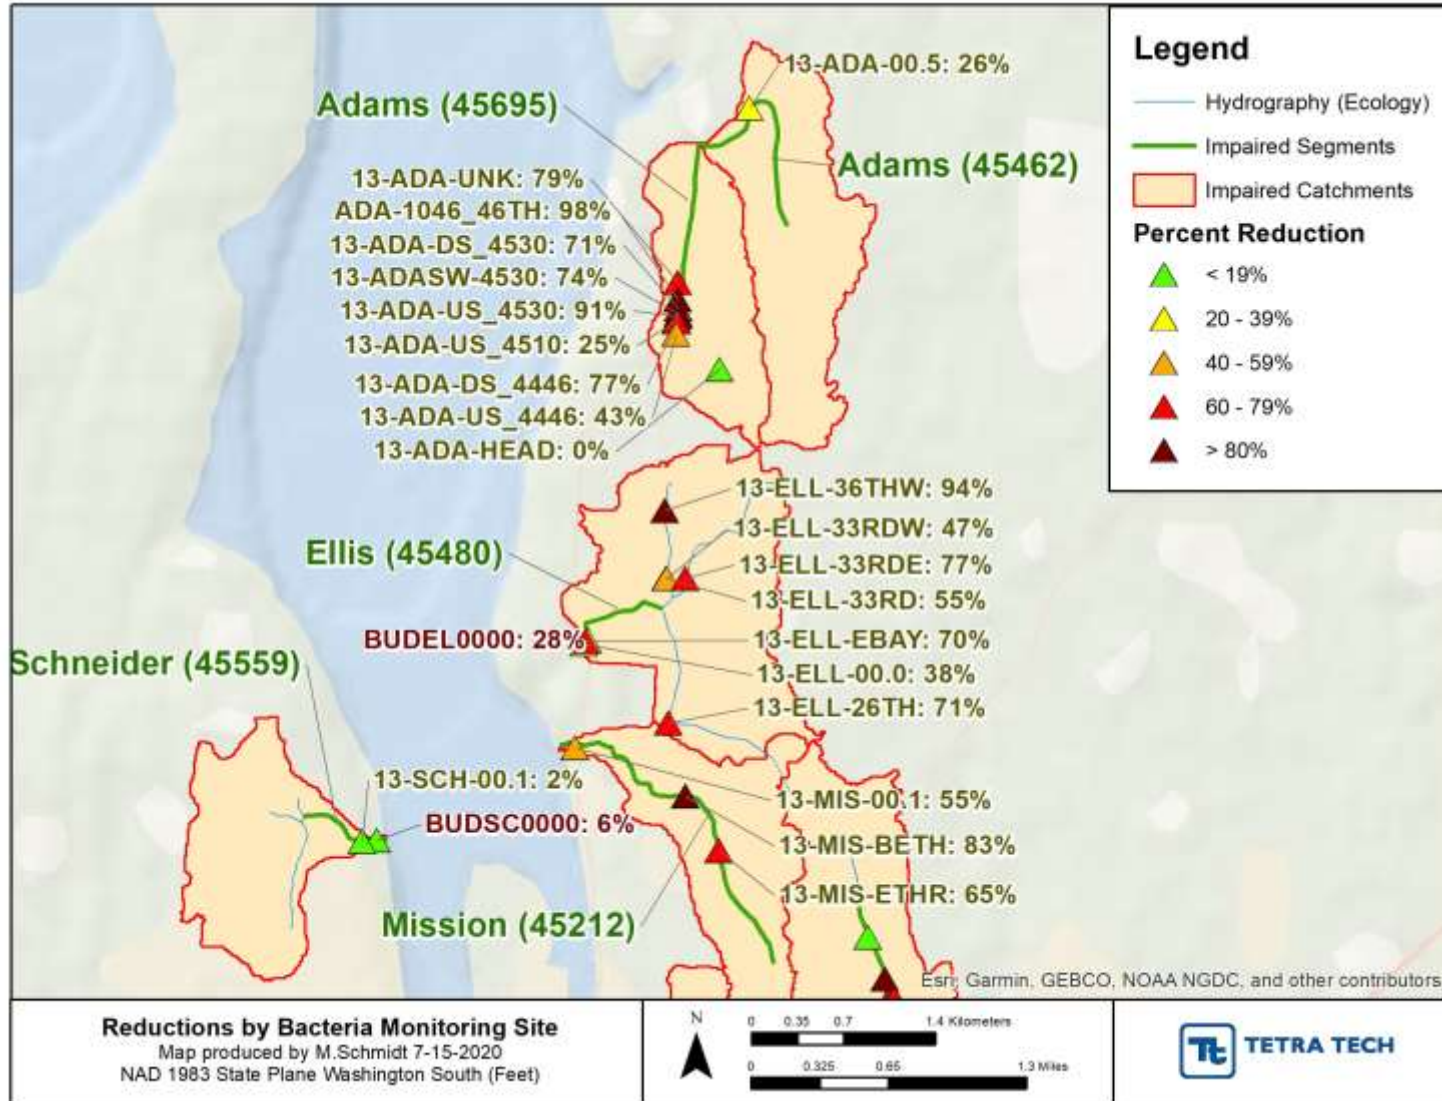 13-ADA-00.5: 26%
Adams (45695)
Adams (45462)
13-ADA-UNK: 79%
ADA-1046_46TH: 98%
13-ADA-DS_4530: 71%
13-ADASW-4530: 74%
13-ADA-US_4530: 91%
13-ADA-US_4510: 25%
13-ADA-DS_4446: 77%
13-ADA-US_4446: 43%
13-ADA-HEAD: 0%
13-ELL-36THW: 94%
13-ELL-33RDW: 47%
Ellis (45480)
13-ELL-33RDE: 77%
13-ELL-33RD: 55%
BUDEL0000: 28%
13-ELL-EBAY: 70%
13-ELL-00.0: 38%
Schneider (45559)
13-ELL-26TH: 71%
13-SCH-00.1: 2%
13-MIS-00.1: 55%
BUDSC0000: 6%
13-MIS-BETH: 83%
13-MIS-ETHR: 65%
Mission (45212)
Esri, Garmin, GEBCO, NOAA NGDC, and other contributors
Legend
Hydrography (Ecology)
Impaired Segments
Impaired Catchments
Percent Reduction
< 19%
20 - 39%
40 - 59%
60 - 79%
> 80%
Reductions by Bacteria Monitoring Site
Map produced by M.Schmidt 7-15-2020
NAD 1983 State Plane Washington South (Feet)
N
0 0.35 0.7 1.4 Kilometers
0 0.325 0.65 1.3 Miles
Tt TETRA TECH